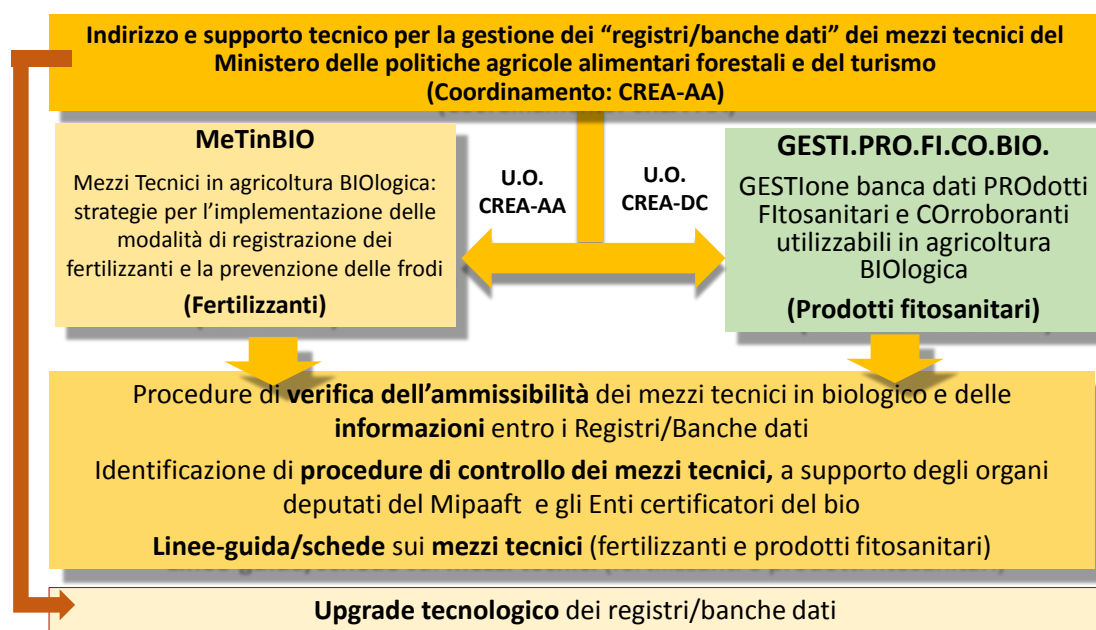 Indirizzo e supporto tecnico per la gestione dei “registri/banche dati” dei mezzi tecnici del
Ministero delle politiche agricole alimentari forestali e del turismo
(Coordinamento: CREA-AA)
MeTinBIO
Mezzi Tecnici in agricoltura BIOlogica:
strategie per l’implementazione delle
modalità di registrazione dei
fertilizzanti e la prevenzione delle frodi
(Fertilizzanti)
U.O.
CREA-AA
U.O.
CREA-DC
GESTI.PRO.FI.CO.BIO.
GESTIone banca dati PROdotti
FItosanitari e COrroboranti
utilizzabili in agricoltura
BIOlogica
(Prodotti fitosanitari)
Procedure di verifica dell’ammissibilità dei mezzi tecnici in biologico e delle
informazioni entro i Registri/Banche dati
Identificazione di procedure di controllo dei mezzi tecnici, a supporto degli organi
deputati del Mipaaft e gli Enti certificatori del bio
Linee-guida/schede sui mezzi tecnici (fertilizzanti e prodotti fitosanitari)
Upgrade tecnologico dei registri/banche dati